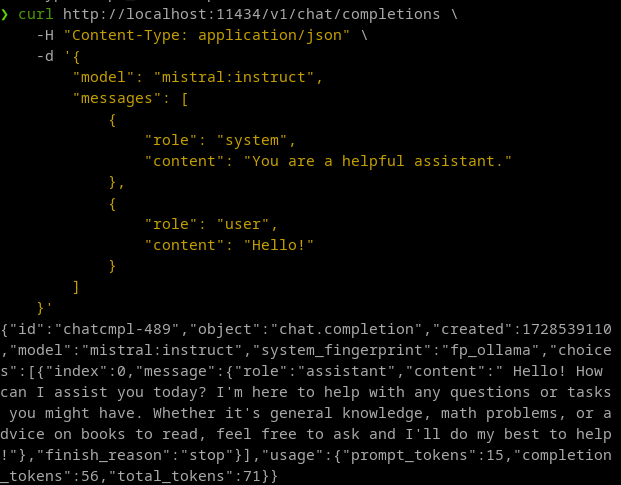 ❯ curl http://localhost:11434/v1/chat/completions \
    -H "Content-Type: application/json" \
    -d '{
        "model": "mistral:instruct",
        "messages": [
            {
                "role": "system",
                "content": "You are a helpful assistant."
            },
            {
                "role": "user",
                "content": "Hello!"
            }
        ]
    }'
{"id":"chatcmpl-489","object":"chat.completion","created":1728539110
,"model":"mistral:instruct","system_fingerprint":"fp_ollama","choice
s":[{"index":0,"message":{"role":"assistant","content":" Hello! How
can I assist you today? I'm here to help with any questions or tasks
 you might have. Whether it's general knowledge, math problems, or a
dvice on books to read, feel free to ask and I'll do my best to help
!"},"finish_reason":"stop"}],"usage":{"prompt_tokens":15,"completion
_tokens":56,"total_tokens":71}}